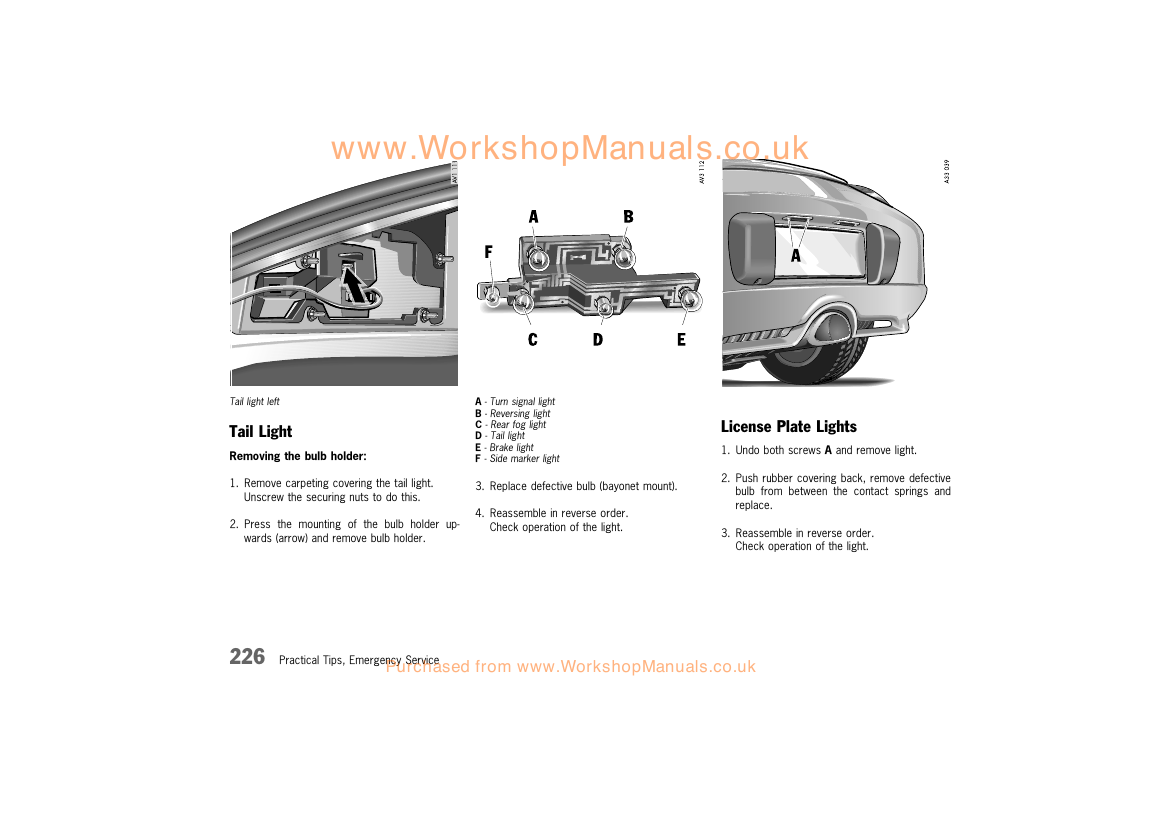 www.WorkshopManuals.co.uk
AV1 111
Tail light left
Tail Light
Removing the bulb holder:
1. Remove carpeting covering the tail light.
Unscrew the securing nuts to do this.
2. Press the mounting of the bulb holder up-
wards (arrow) and remove bulb holder.
AV3 112
A
B
F
C
D
E
A - Turn signal light
B - Reversing light
C - Rear fog light
D - Tail light
E - Brake light
F - Side marker light
3. Replace defective bulb (bayonet mount).
4. Reassemble in reverse order.
Check operation of the light.
A33 039
A
License Plate Lights
1. Undo both screws A and remove light.
2. Push rubber covering back, remove defective
bulb from between the contact springs and
replace.
3. Reassemble in reverse order.
Check operation of the light.
226 Practical Tips, Emergency Service
Purchased from www.WorkshopManuals.co.uk